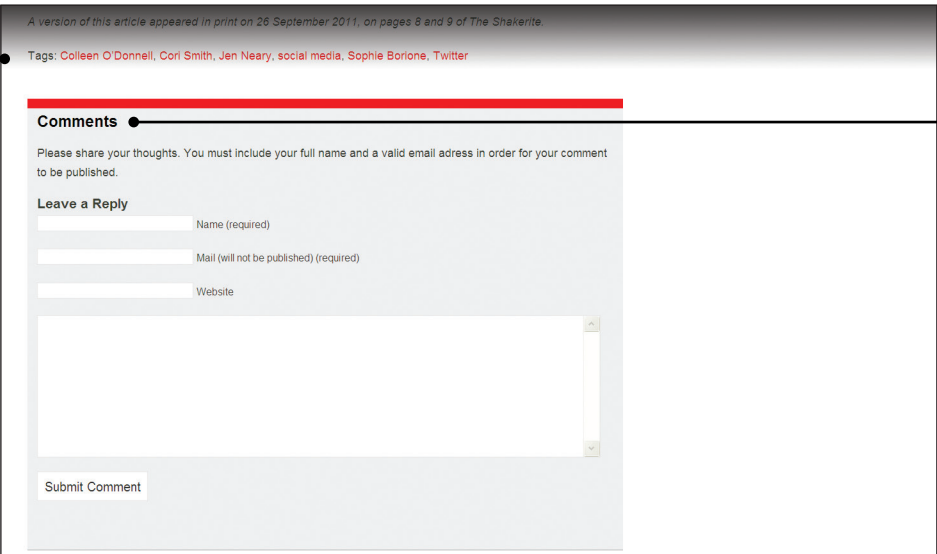 A version of this article appeared in print on 26 September 2011, on pages 8 and 9 of The Shakerite.
Tags: Colleen O'Donnell, Cori Smith, Jen Neary, social media, Sophie Borione, Twitter
Comments
Please share your thoughts. You must include your full name and a valid email adress in order for your comment
to be published.
Leave a Reply
Name (required)
Mail (will not be published) (required)
Website
Submit Comment